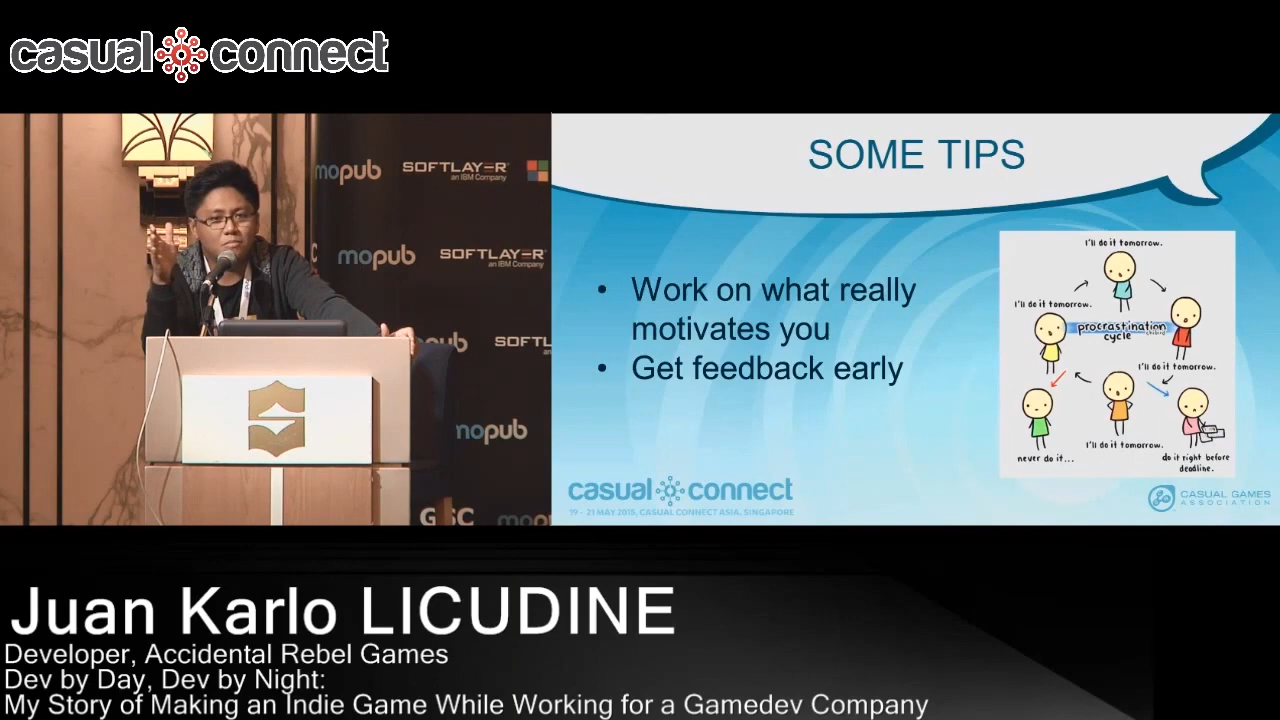 casual connect
SOME TIPS
mopub SOFTLAYER®
an IBM Company
mopub SOFTLAYER®
an IBM Company
mopub
G SC
• Work on what really
motivates you
• Get feedback early
I'll do it tomorrow.
I'll do it tomorrow.
procrastination
cycle
I'll do it tomorrow.
I'll do it tomorrow.
never do it...
do it right before
deadline.
casual connect
19 - 21 MAY 2015, CASUAL CONNECT ASIA, SINGAPORE
CASUAL GAMES
ASSOCIATION
Juan Karlo LICUDINE
Developer, Accidental Rebel Games
Dev by Day, Dev by Night:
My Story of Making an Indie Game While Working for a Gamedev Company